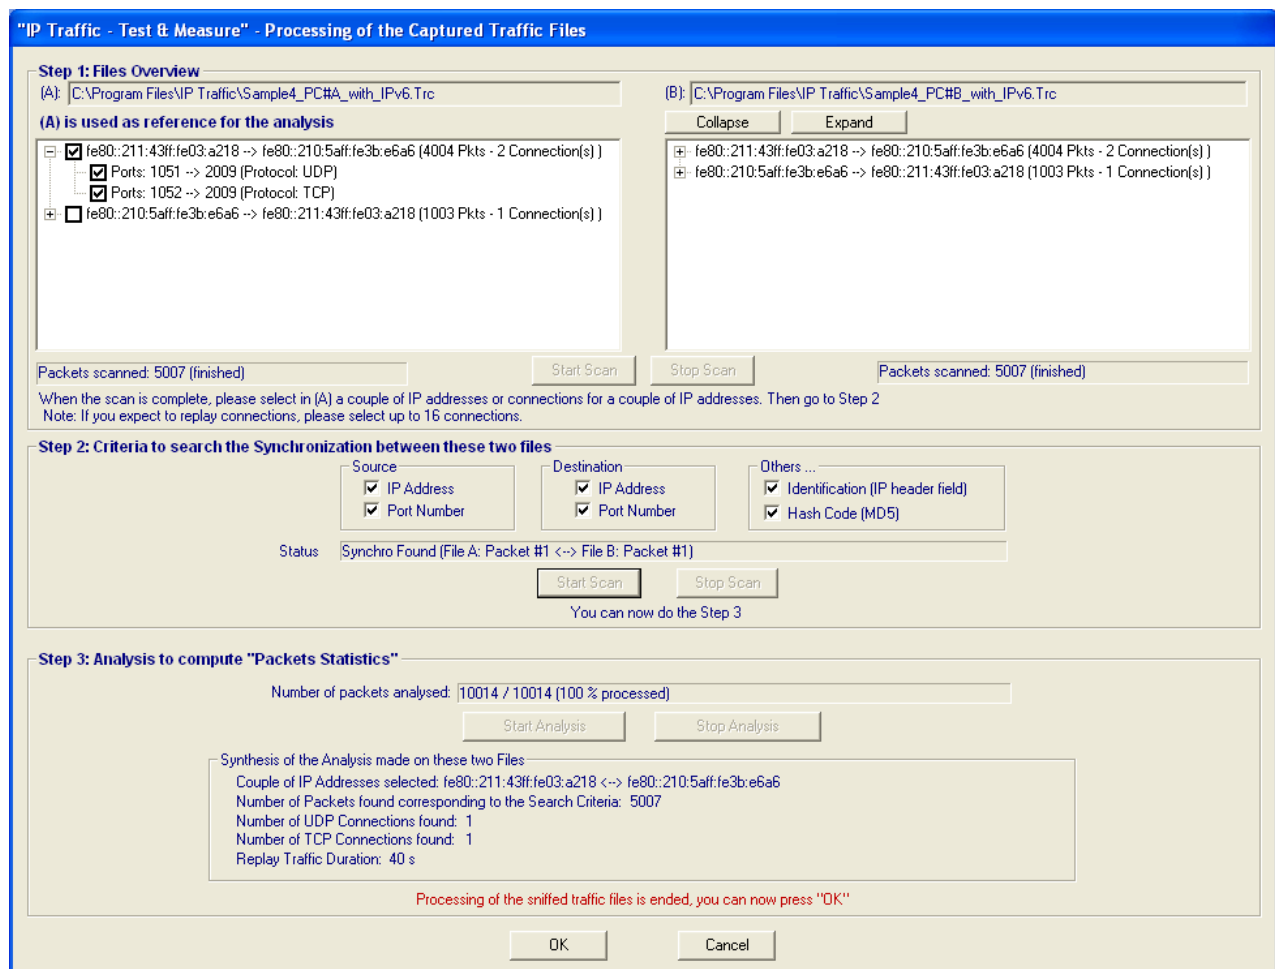 "IP Traffic - Test & Measure" - Processing of the Captured Traffic Files
Step 1: Files Overview
(A): C:\Program Files\IP Traffic\Sample4_PC#A_with_IPv6.Trc
(B): C:\Program Files\IP Traffic\Sample4_PC#B_with_IPv6.Trc
(A) is used as reference for the analysis
Collapse Expand
fe80::211:43ff:fe03:a218 --> fe80::210:5aff:fe3b:e6a6 (4004 Pkts - 2 Connection(s) )
Ports: 1051 --> 2009 (Protocol: UDP)
Ports: 1052 --> 2009 (Protocol: TCP)
fe80::210:5aff:fe3b:e6a6 --> fe80::211:43ff:fe03:a218 (1003 Pkts - 1 Connection(s) )
fe80::211:43ff:fe03:a218 --> fe80::210:5aff:fe3b:e6a6 (4004 Pkts - 2 Connection(s) )
fe80::210:5aff:fe3b:e6a6 --> fe80::211:43ff:fe03:a218 (1003 Pkts - 1 Connection(s) )
Packets scanned: 5007 (finished)
Start Scan Stop Scan
Packets scanned: 5007 (finished)
When the scan is complete, please select in (A) a couple of IP addresses or connections for a couple of IP addresses. Then go to Step 2
Note: If you expect to replay connections, please select up to 16 connections.
Step 2: Criteria to search the Synchronization between these two files
Source
IP Address
Port Number
Destination
IP Address
Port Number
Others ...
Identification (IP header field)
Hash Code (MD5)
Status Synchro Found (File A: Packet #1 <--> File B: Packet #1)
Start Scan Stop Scan
You can now do the Step 3
Step 3: Analysis to compute "Packets Statistics"
Number of packets analysed: 10014 / 10014 (100 % processed)
Start Analysis Stop Analysis
Synthesis of the Analysis made on these two Files
Couple of IP Addresses selected: fe80::211:43ff:fe03:a218 <--> fe80::210:5aff:fe3b:e6a6
Number of Packets found corresponding to the Search Criteria: 5007
Number of UDP Connections found: 1
Number of TCP Connections found: 1
Replay Traffic Duration: 40 s
Processing of the sniffed traffic files is ended, you can now press "OK"
OK Cancel